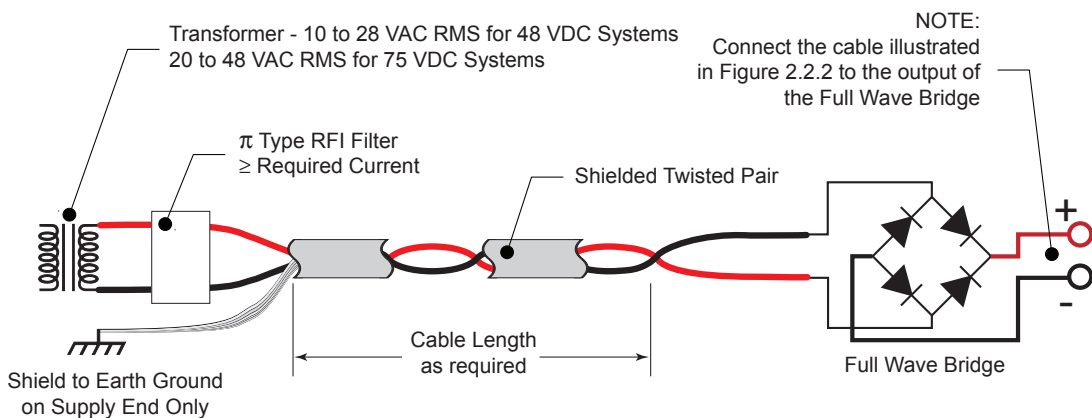 Transformer - 10 to 28 VAC RMS for 48 VDC Systems
20 to 48 VAC RMS for 75 VDC Systems
NOTE:
Connect the cable illustrated
in Figure 2.2.2 to the output of
the Full Wave Bridge
π Type RFI Filter
≥ Required Current
Shielded Twisted Pair
+
-
Cable Length
as required
Full Wave Bridge
Shield to Earth Ground
on Supply End Only